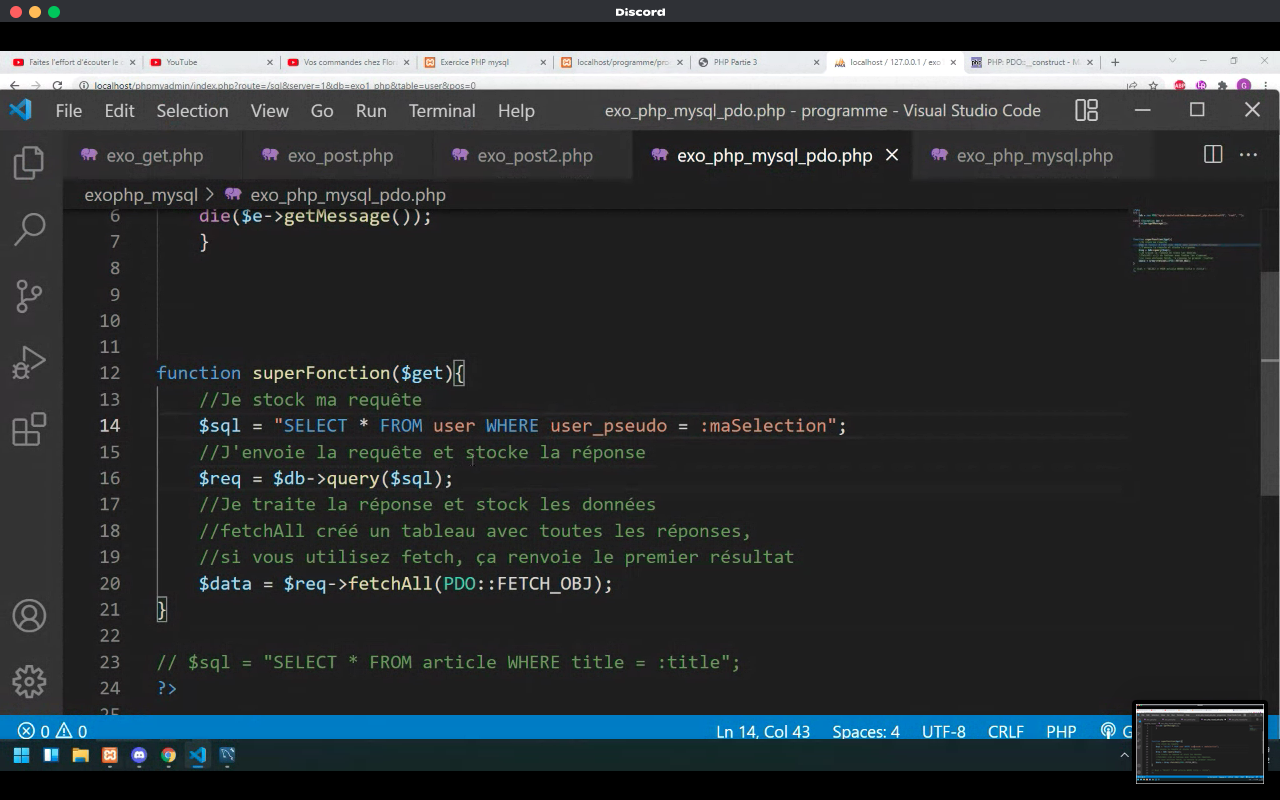 Discord
Faites l'effort d'écouter le
YouTube
Vos commandes chez Flor
Exercice PHP mysql
localhost/programme/pro
PHP Partie 3
localhost / 127.0.0.1 / exo
PHP: PDO::__construct - M
localhost/phpmyadmin/index.php?route=/sql&server=1&db=exo1_php&table=user&pos=0
File Edit Selection View Go Run Terminal Help
exo_php_mysql_pdo.php - programme - Visual Studio Code
exo_get.php
exo_post.php
exo_post2.php
exo_php_mysql_pdo.php
exo_php_mysql.php
exophp_mysql > exo_php_mysql_pdo.php
6 die($e->getMessage());
7 }
8
9
10
11
12 function superFonction($get){
13 //Je stock ma requête
14 $sql = "SELECT * FROM user WHERE user_pseudo = :maSelection";
15 //J'envoie la requête et stocke la réponse
16 $req = $db->query($sql);
17 //Je traite la réponse et stock les données
18 //fetchAll créé un tableau avec toutes les réponses,
19 //si vous utilisez fetch, ça renvoie le premier résultat
20 $data = $req->fetchAll(PDO::FETCH_OBJ);
21 }
22
23 // $sql = "SELECT * FROM article WHERE title = :title";
24 ?>
25
0 0
Ln 14, Col 43 Spaces: 4 UTF-8 CRLF PHP